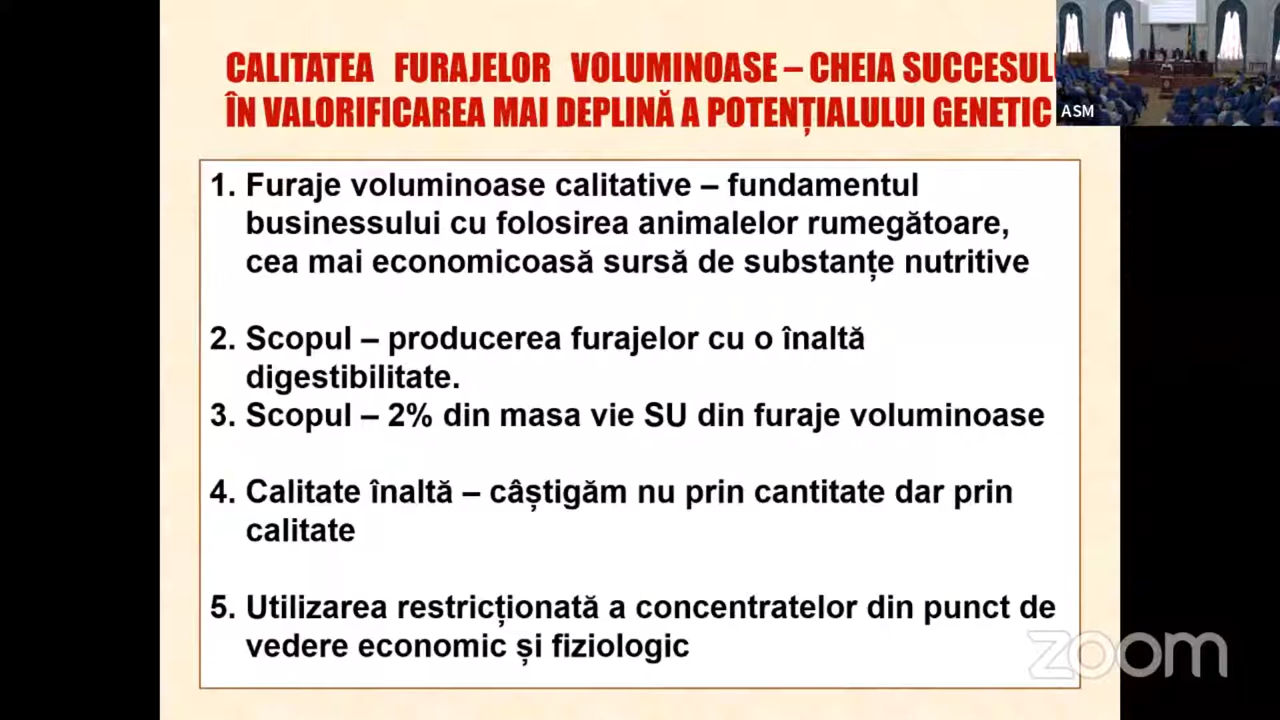 CALITATEA FURAJELOR VOLUMINOASE – CHEIA SUCCESUL
ÎN VALORIFICAREA MAI DEPLINĂ A POTENȚIALULUI GENETIC
ASM
1. Furaje voluminoase calitative – fundamentul
businessului cu folosirea animalelor rumegătoare,
cea mai economicoasă sursă de substanțe nutritive
2. Scopul – producerea furajelor cu o înaltă
digestibilitate.
3. Scopul – 2% din masa vie SU din furaje voluminoase
4. Calitate înaltă – câștigăm nu prin cantitate dar prin
calitate
5. Utilizarea restricționată a concentratelor din punct de
vedere economic și fiziologic
zoom